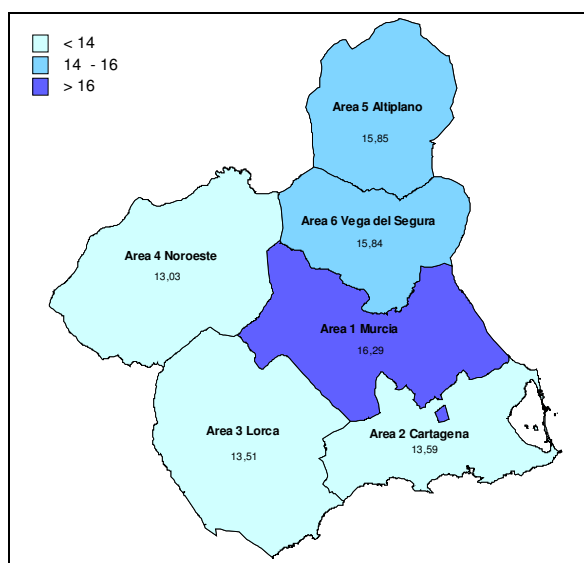 < 14
14 - 16
> 16
Area 5 Altiplano
15,85
Area 6 Vega del Segura
15,84
Area 4 Noroeste
13,03
Area 1 Murcia
16,29
Area 3 Lorca
13,51
Area 2 Cartagena
13,59